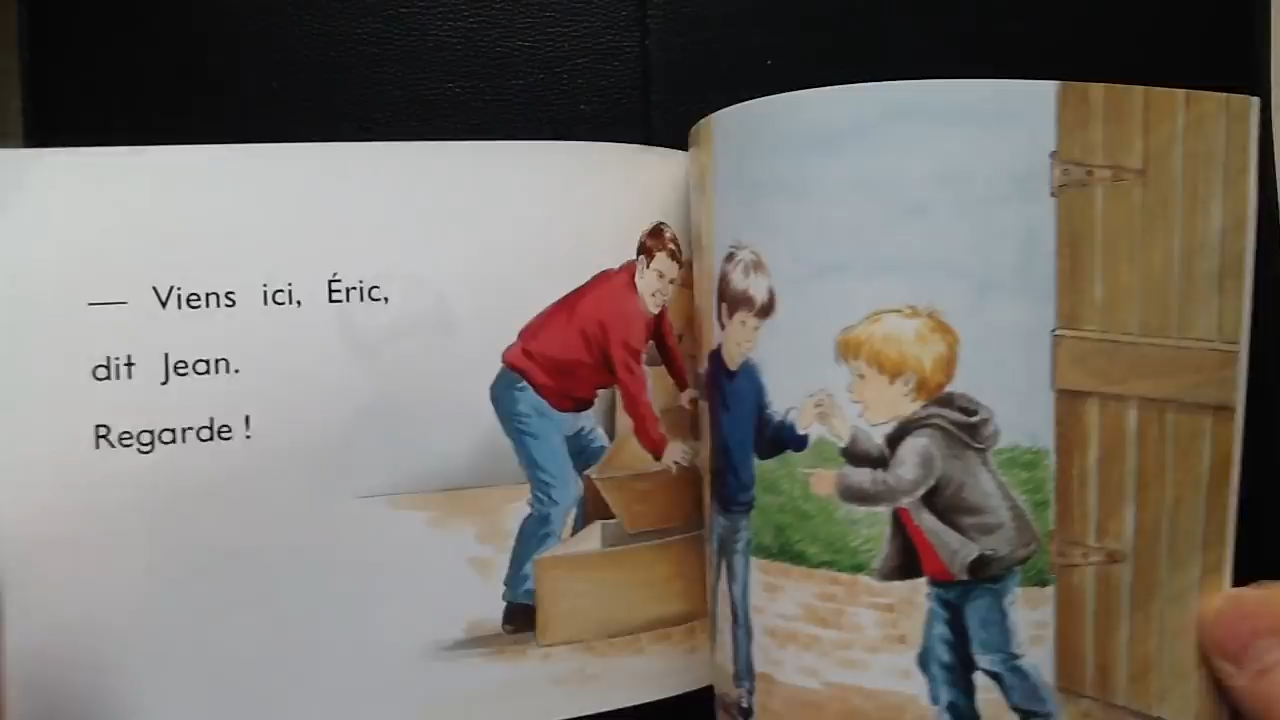 — Viens ici, Éric,
dit Jean.
Regarde !